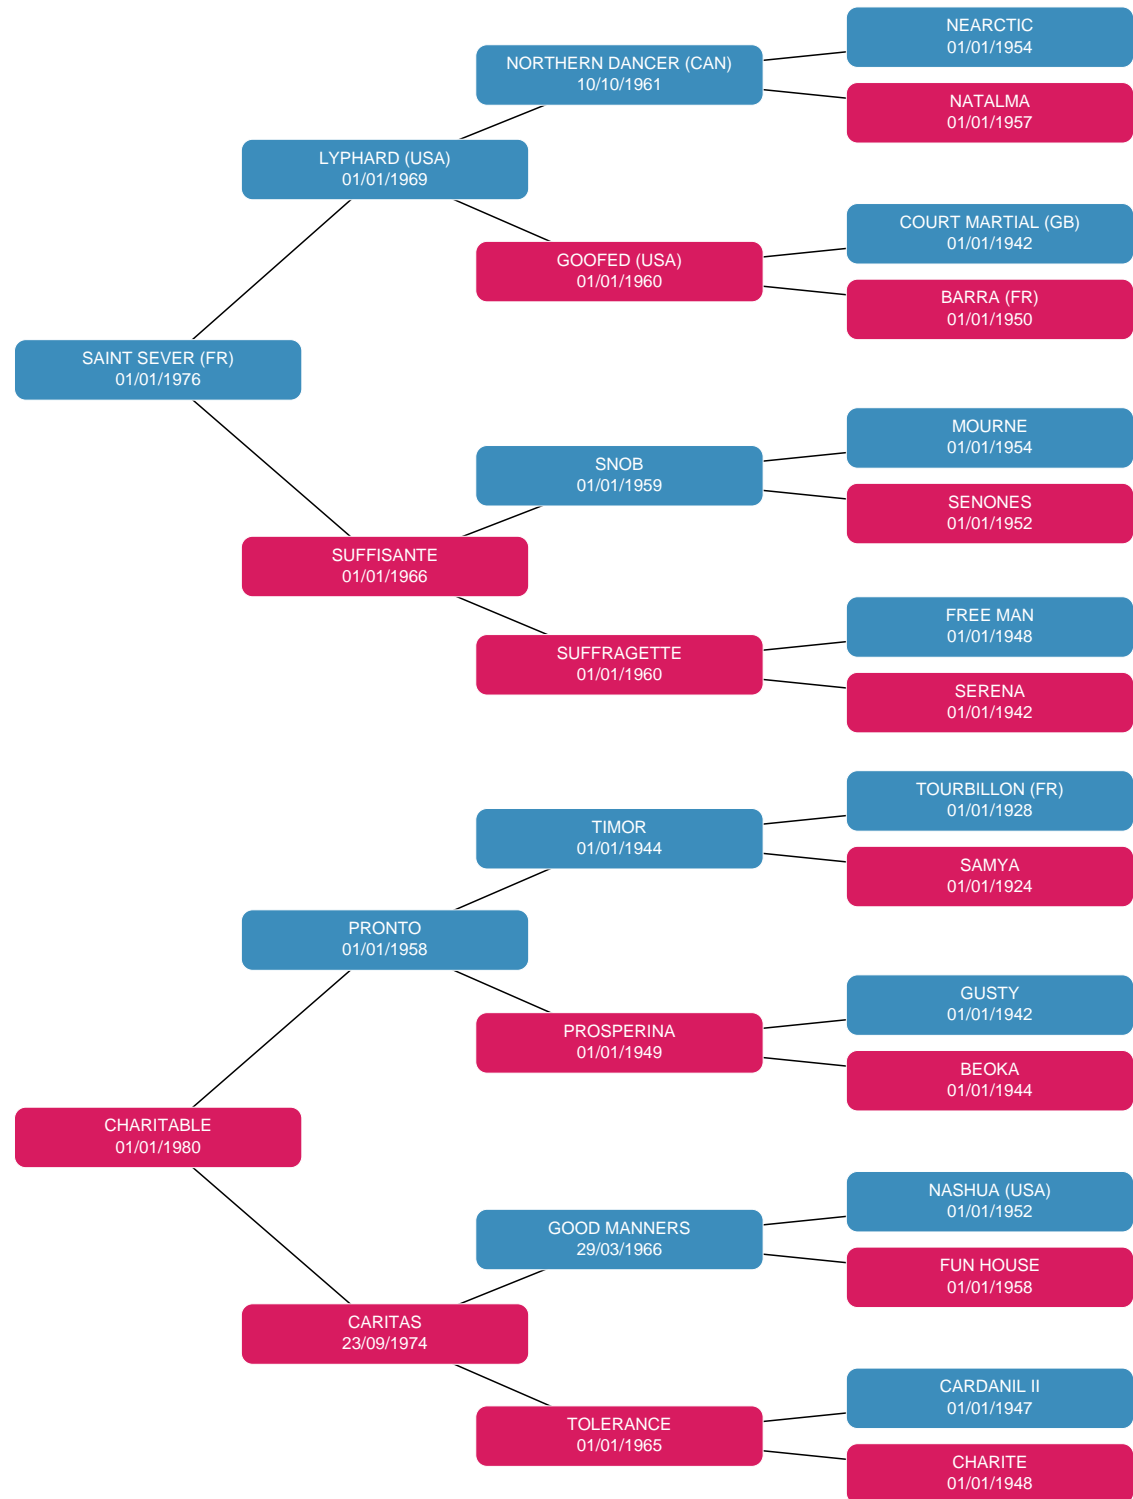 NEARCTIC
01/01/1954
NORTHERN DANCER (CAN)
10/10/1961
NATALMA
01/01/1957
LYPHARD (USA)
01/01/1969
COURT MARTIAL (GB)
01/01/1942
GOOFED (USA)
01/01/1960
BARRA (FR)
01/01/1950
SAINT SEVER (FR)
01/01/1976
MOURNE
01/01/1954
SNOB
01/01/1959
SENONES
01/01/1952
SUFFISANTE
01/01/1966
FREE MAN
01/01/1948
SUFFRAGETTE
01/01/1960
SERENA
01/01/1942
TOURBILLON (FR)
01/01/1928
TIMOR
01/01/1944
SAMYA
01/01/1924
PRONTO
01/01/1958
GUSTY
01/01/1942
PROSPERINA
01/01/1949
BEOKA
01/01/1944
CHARITABLE
01/01/1980
NASHUA (USA)
01/01/1952
GOOD MANNERS
29/03/1966
FUN HOUSE
01/01/1958
CARITAS
23/09/1974
CARDANIL II
01/01/1947
TOLERANCE
01/01/1965
CHARITE
01/01/1948